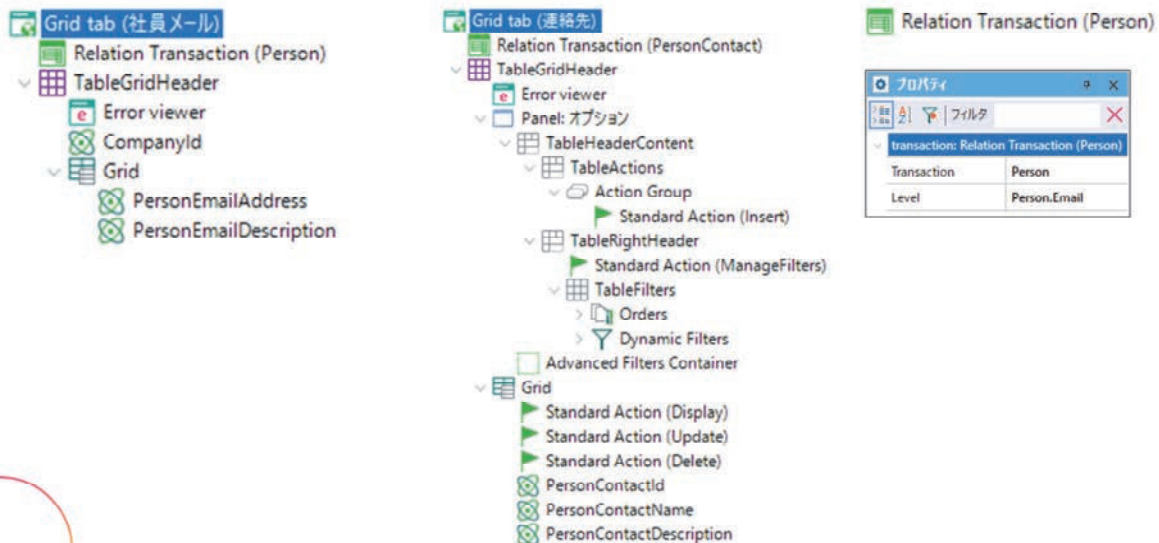 Grid tab (社員メール)
Relation Transaction (Person)
TableGridHeader
Error viewer
CompanyId
Grid
PersonEmailAddress
PersonEmailDescription
Grid tab (連絡先)
Relation Transaction (PersonContact)
TableGridHeader
Error viewer
Panel: オプション
TableHeaderContent
TableActions
Action Group
Standard Action (Insert)
TableRightHeader
Standard Action (ManageFilters)
TableFilters
Orders
Dynamic Filters
Advanced Filters Container
Grid
Standard Action (Display)
Standard Action (Update)
Standard Action (Delete)
PersonContactId
PersonContactName
PersonContactDescription
Relation Transaction (Person)
プロパティ
フィルタ
transaction: Relation Transaction (Person)
Transaction Person
Level Person.Email